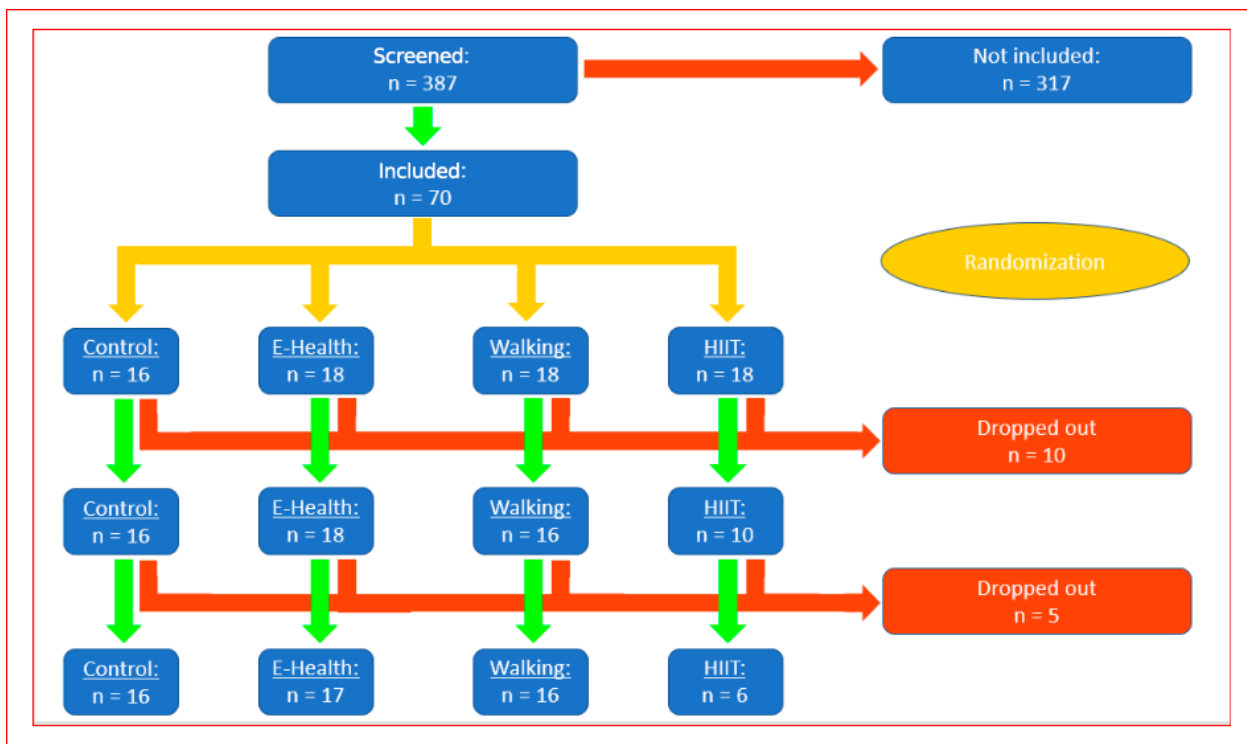 Screened:
n = 387
Not included:
n = 317
Included:
n = 70
Randomization
Control:
n = 16
E-Health:
n = 18
Walking:
n = 18
HIIT:
n = 18
Dropped out
n = 10
Control:
n = 16
E-Health:
n = 18
Walking:
n = 16
HIIT:
n = 10
Dropped out
n = 5
Control:
n = 16
E-Health:
n = 17
Walking:
n = 16
HIIT:
n = 6